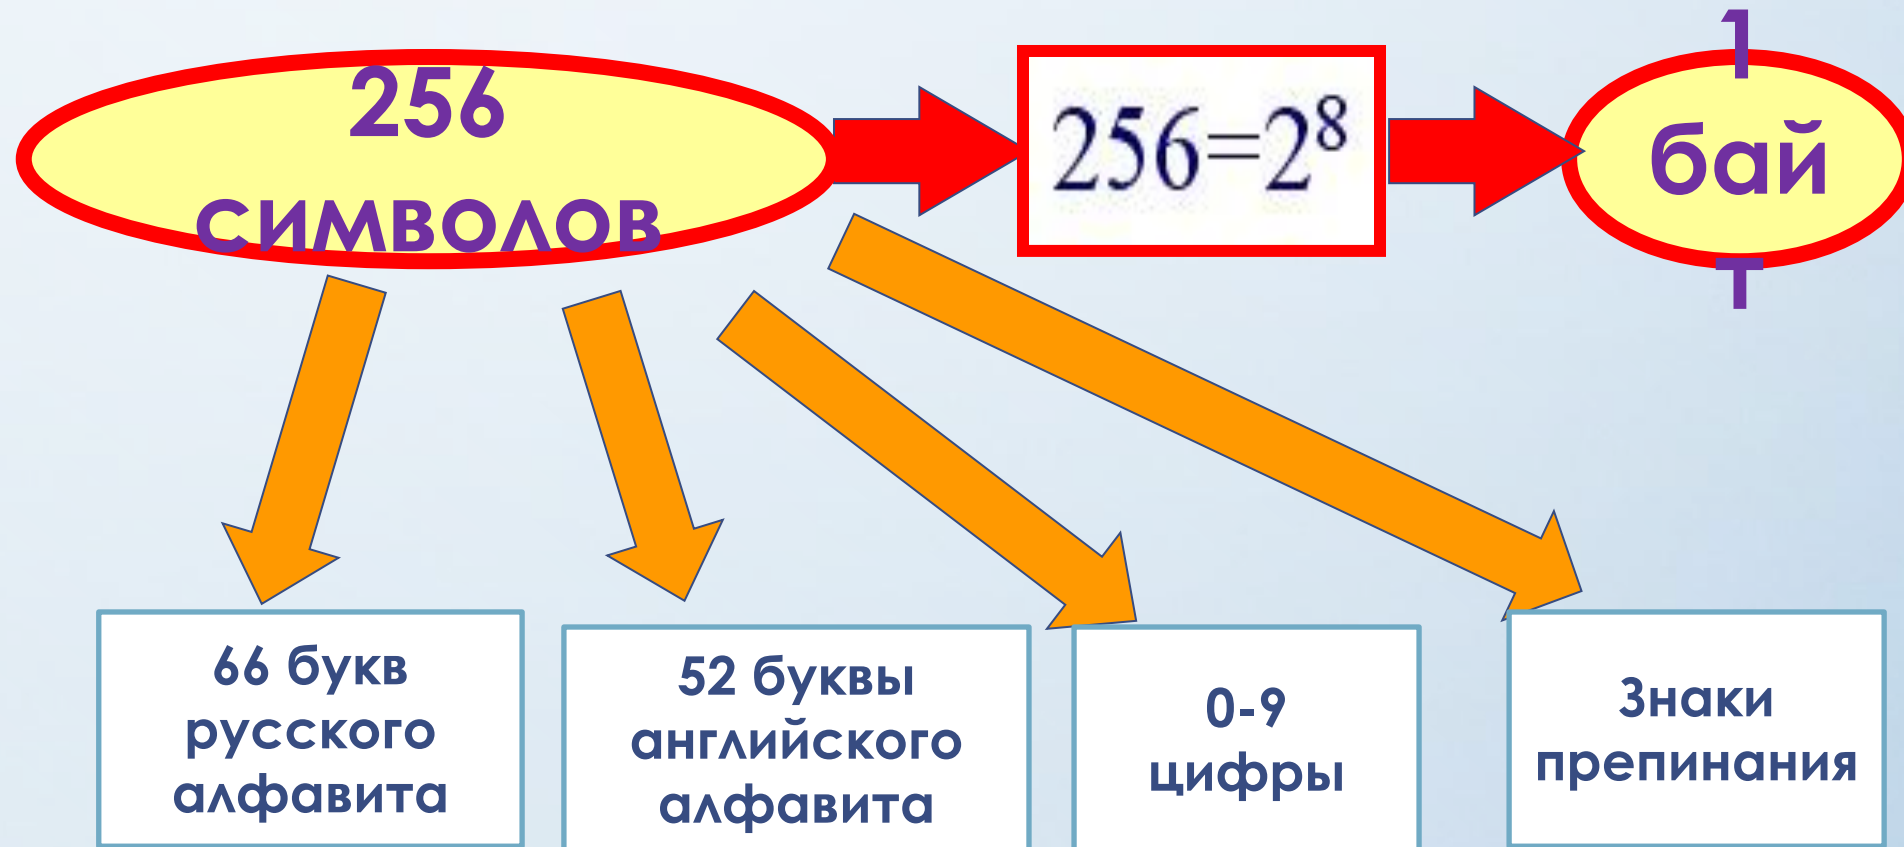 256
символов
256=2⁸
1
бай
т
66 букв
русского
алфавита
52 буквы
английского
алфавита
0-9
цифры
Знаки
препинания